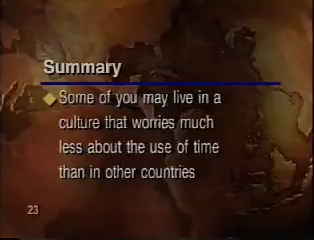 Summary
Some of you may live in a
culture that worries much
less about the use of time
than in other countries
23